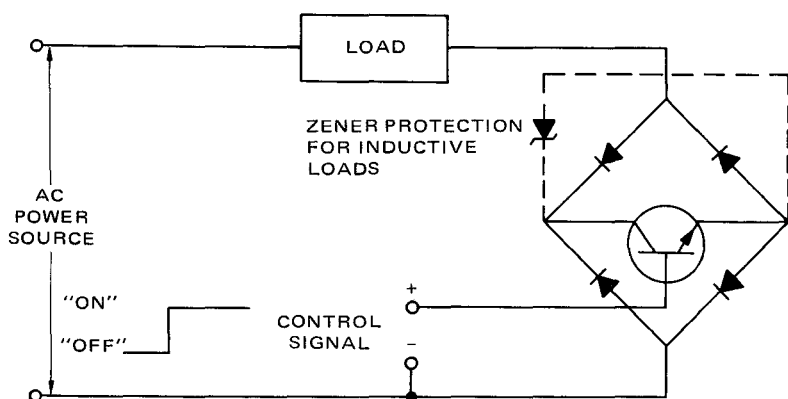 LOAD
ZENER PROTECTION
FOR INDUCTIVE
LOADS
AC
POWER
SOURCE
"ON"
"OFF"
CONTROL
SIGNAL
+
−